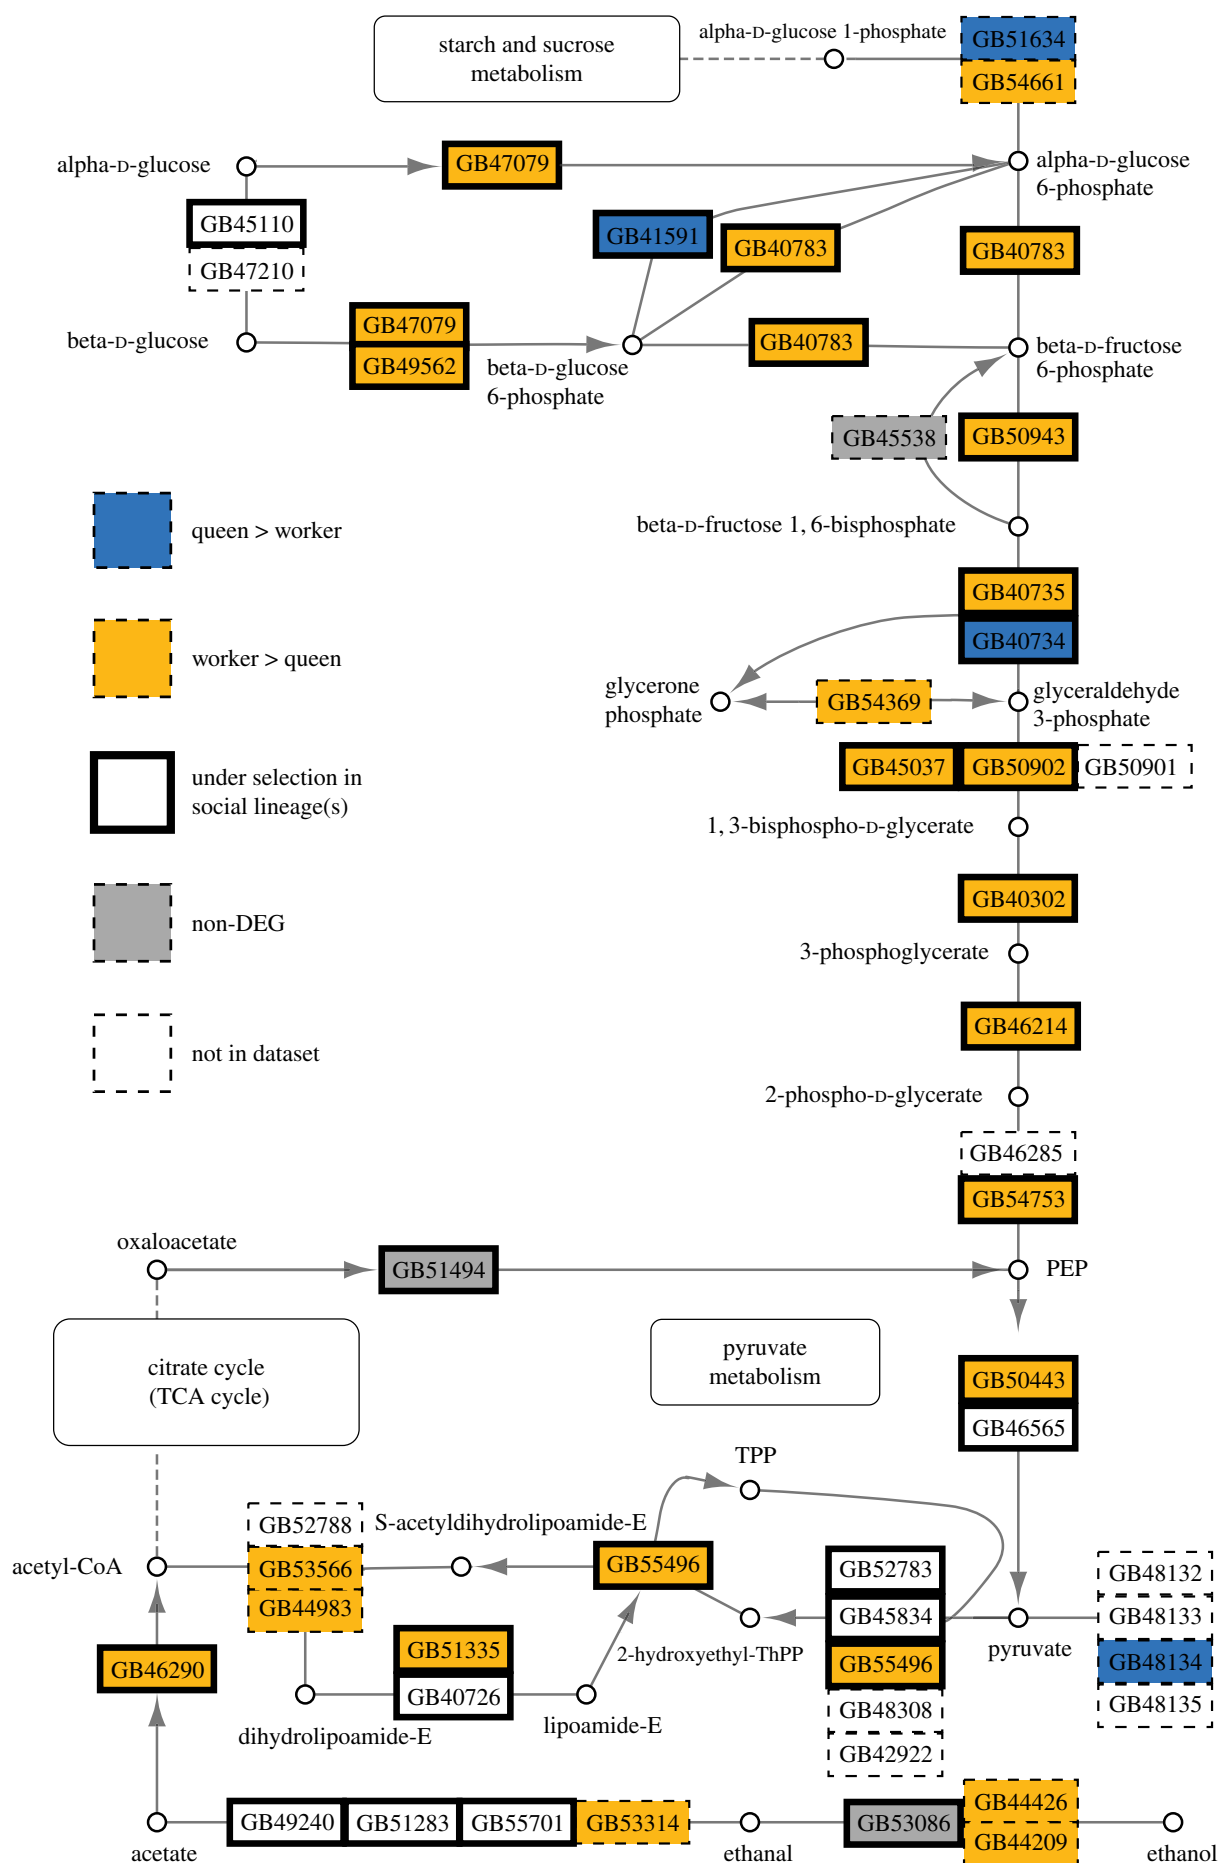 starch and sucrose
metabolism
alpha-D-glucose 1-phosphate
GB51634
GB54661
alpha-D-glucose
GB47079
alpha-D-glucose
6-phosphate
GB45110
GB47210
GB41591
GB40783
GB40783
beta-D-glucose
GB47079
GB49562
beta-D-glucose
6-phosphate
GB40783
beta-D-fructose
6-phosphate
GB45538
GB50943
queen > worker
beta-D-fructose 1, 6-bisphosphate
worker > queen
GB40735
GB40734
glycerone
phosphate
GB54369
glyceraldehyde
3-phosphate
under selection in
social lineage(s)
GB45037
GB50902
GB50901
1, 3-bisphospho-D-glycerate
non-DEG
GB40302
3-phosphoglycerate
not in dataset
GB46214
2-phospho-D-glycerate
GB46285
GB54753
oxaloacetate
GB51494
PEP
citrate cycle
(TCA cycle)
pyruvate
metabolism
GB50443
GB46565
TPP
GB52788
GB53566
GB44983
S-acetyldihydrolipoamide-E
acetyl-CoA
GB55496
GB52783
GB45834
GB55496
GB48308
GB42922
GB48132
GB48133
GB48134
GB48135
2-hydroxyethyl-ThPP
pyruvate
GB46290
GB51335
GB40726
dihydrolipoamide-E
lipoamide-E
GB49240
GB51283
GB55701
GB53314
GB53086
GB44426
GB44209
acetate
ethanal
ethanol